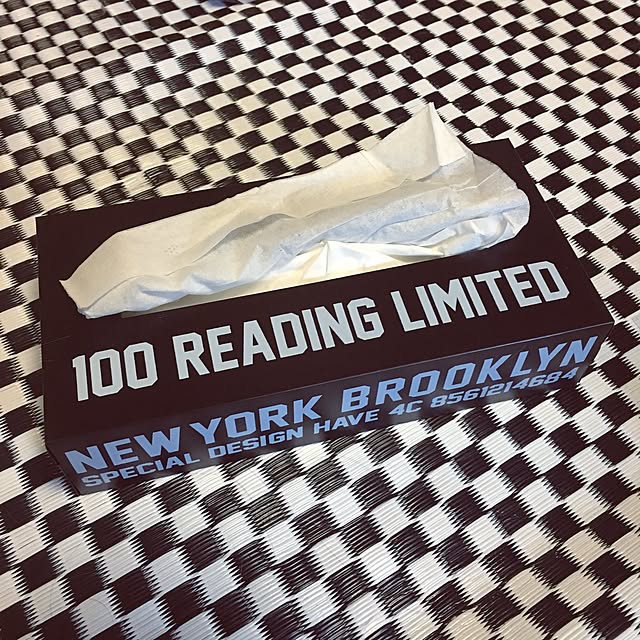 100 READING LIMITED
NEW YORK BROOKLYN
SPECIAL DESIGN HAVE 4C 8561214684